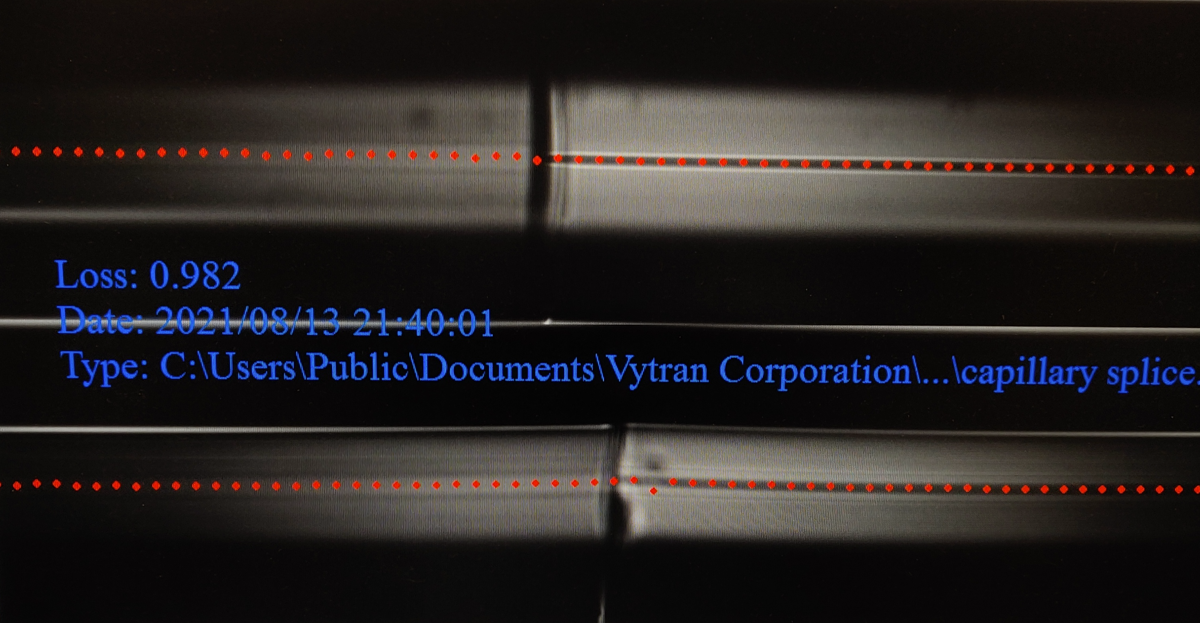 Loss: 0.982
Date: 2021/08/13 21:40:01
Type: C:\Users\Public\Documents\Vytran Corporation\...\capillary splice.